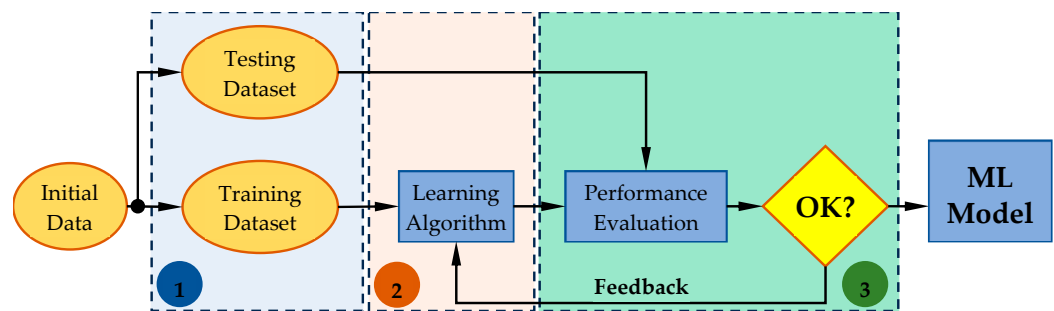 Testing
Dataset
Initial
Data
Training
Dataset
Learning
Algorithm
Performance
Evaluation
OK?
ML
Model
Feedback
1
2
3